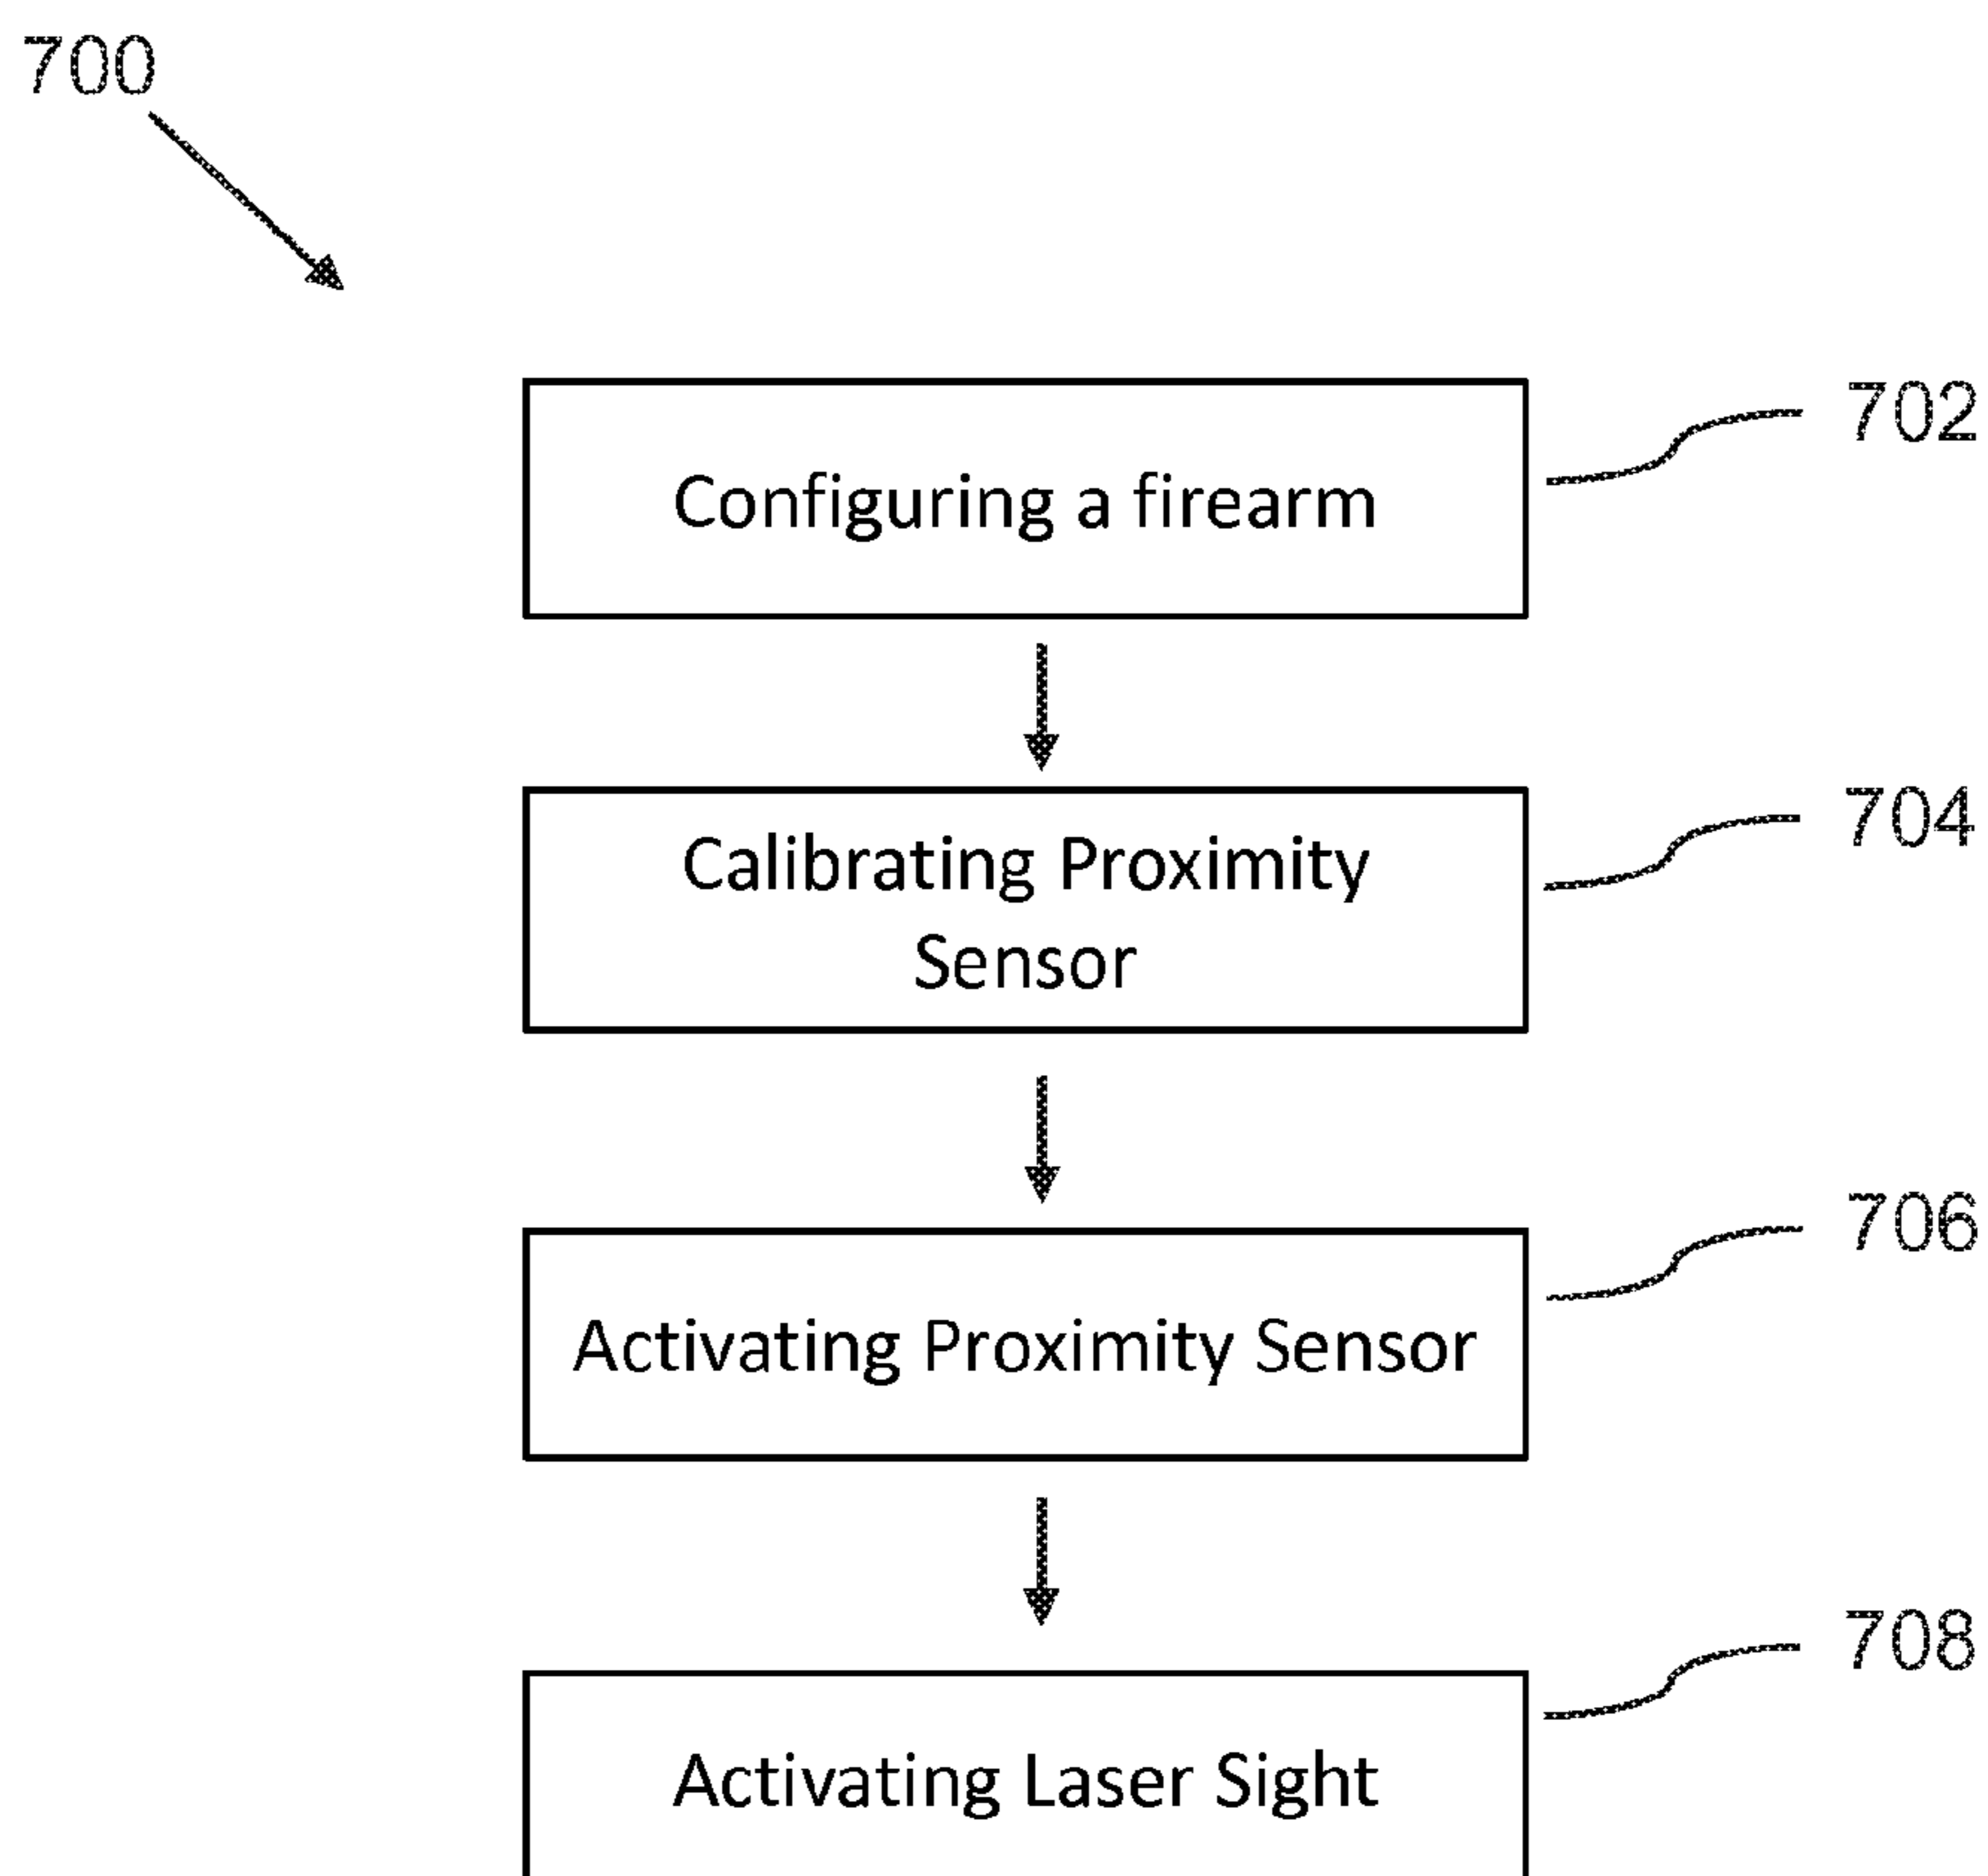 700
Configuring a firearm
702
Calibrating Proximity
Sensor
704
Activating Proximity Sensor
706
Activating Laser Sight
708